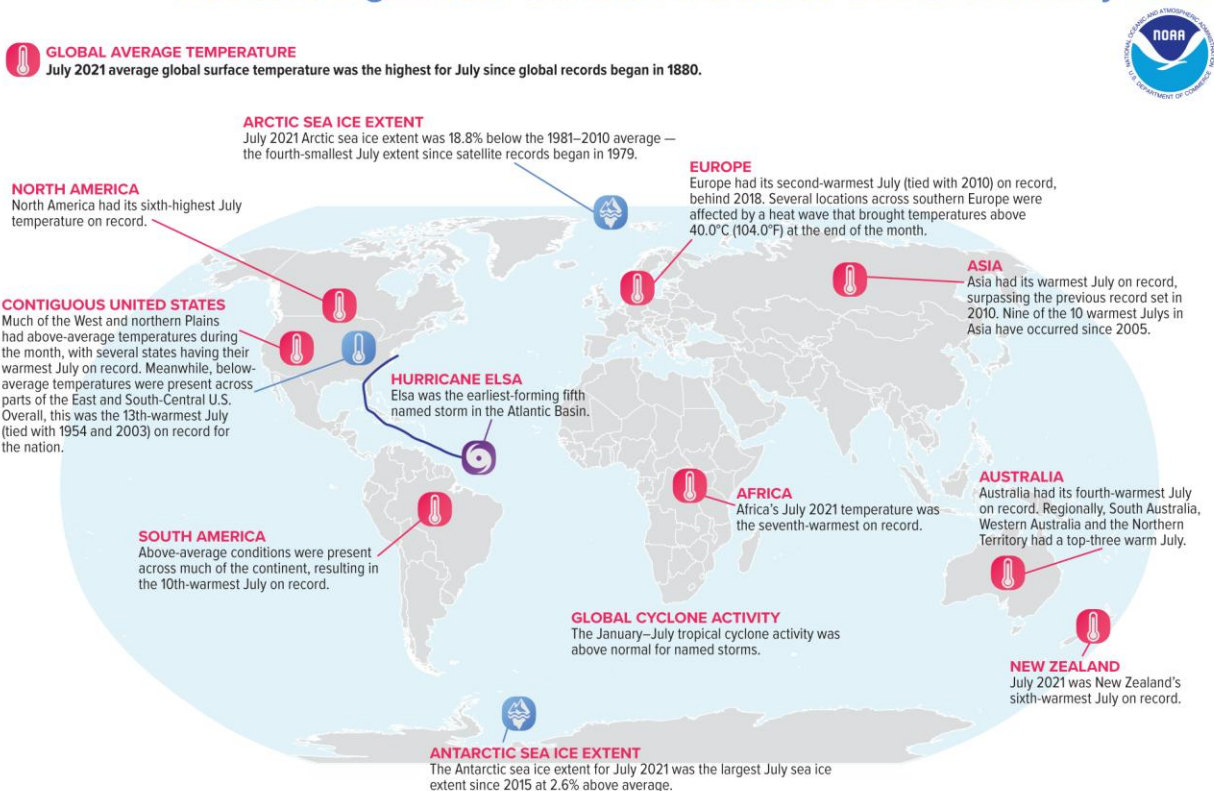 GLOBAL AVERAGE TEMPERATURE
July 2021 average global surface temperature was the highest for July since global records began in 1880.
NATIONAL OCEANIC AND ATMOSPHERIC ADMINISTRATION
NOAA
U.S. DEPARTMENT OF COMMERCE
ARCTIC SEA ICE EXTENT
July 2021 Arctic sea ice extent was 18.8% below the 1981–2010 average —
the fourth-smallest July extent since satellite records began in 1979.
NORTH AMERICA
North America had its sixth-highest July
temperature on record.
EUROPE
Europe had its second-warmest July (tied with 2010) on record,
behind 2018. Several locations across southern Europe were
affected by a heat wave that brought temperatures above
40.0°C (104.0°F) at the end of the month.
ASIA
Asia had its warmest July on record,
surpassing the previous record set in
2010. Nine of the 10 warmest Julys in
Asia have occurred since 2005.
CONTIGUOUS UNITED STATES
Much of the West and northern Plains
had above-average temperatures during
the month, with several states having their
warmest July on record. Meanwhile, below-
average temperatures were present across
parts of the East and South-Central U.S.
Overall, this was the 13th-warmest July
(tied with 1954 and 2003) on record for
the nation.
HURRICANE ELSA
Elsa was the earliest-forming fifth
named storm in the Atlantic Basin.
AFRICA
Africa's July 2021 temperature was
the seventh-warmest on record.
AUSTRALIA
Australia had its fourth-warmest July
on record. Regionally, South Australia,
Western Australia and the Northern
Territory had a top-three warm July.
SOUTH AMERICA
Above-average conditions were present
across much of the continent, resulting in
the 10th-warmest July on record.
GLOBAL CYCLONE ACTIVITY
The January–July tropical cyclone activity was
above normal for named storms.
NEW ZEALAND
July 2021 was New Zealand's
sixth-warmest July on record.
ANTARCTIC SEA ICE EXTENT
The Antarctic sea ice extent for July 2021 was the largest July sea ice
extent since 2015 at 2.6% above average.